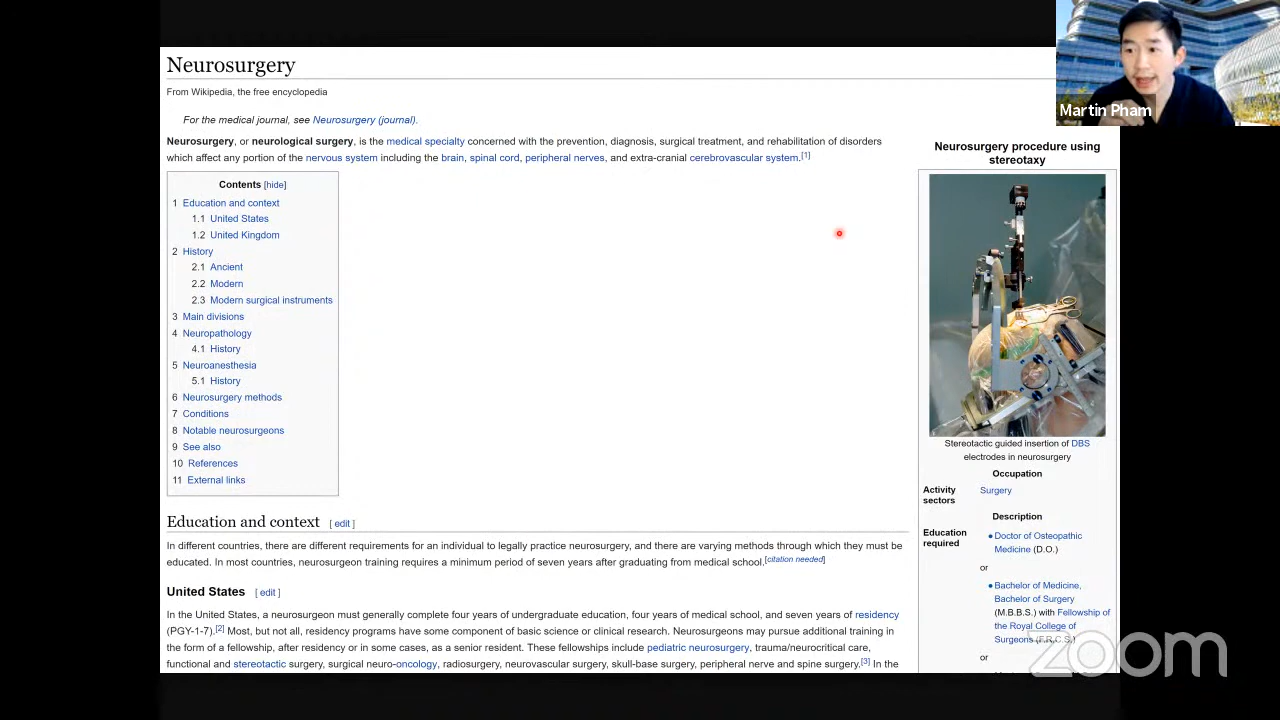 Neurosurgery
From Wikipedia, the free encyclopedia
For the medical journal, see Neurosurgery (journal).
Neurosurgery, or neurological surgery, is the medical specialty concerned with the prevention, diagnosis, surgical treatment, and rehabilitation of disorders
which affect any portion of the nervous system including the brain, spinal cord, peripheral nerves, and extra-cranial cerebrovascular system.[1]
Contents [hide]
1 Education and context
1.1 United States
1.2 United Kingdom
2 History
2.1 Ancient
2.2 Modern
2.3 Modern surgical instruments
3 Main divisions
4 Neuropathology
4.1 History
5 Neuroanesthesia
5.1 History
6 Neurosurgery methods
7 Conditions
8 Notable neurosurgeons
9 See also
10 References
11 External links
Education and context [ edit ]
In different countries, there are different requirements for an individual to legally practice neurosurgery, and there are varying methods through which they must be
educated. In most countries, neurosurgeon training requires a minimum period of seven years after graduating from medical school.[citation needed]
United States [ edit ]
In the United States, a neurosurgeon must generally complete four years of undergraduate education, four years of medical school, and seven years of residency
(PGY-1-7).[2] Most, but not all, residency programs have some component of basic science or clinical research. Neurosurgeons may pursue additional training in
the form of a fellowship, after residency or in some cases, as a senior resident. These fellowships include pediatric neurosurgery, trauma/neurocritical care,
functional and stereotactic surgery, surgical neuro-oncology, radiosurgery, neurovascular surgery, skull-base surgery, peripheral nerve and spine surgery.[3] In the
Neurosurgery procedure using
stereotaxy
Stereotactic guided insertion of DBS
electrodes in neurosurgery
Occupation
Activity Surgery
sectors
Description
Education
required
• Doctor of Osteopathic
Medicine (D.O.)
or
• Bachelor of Medicine,
Bachelor of Surgery
(M.B.B.S.) with Fellowship of
the Royal College of
Surgeons (F.R.C.S.)
or
Martin Pham
zoom